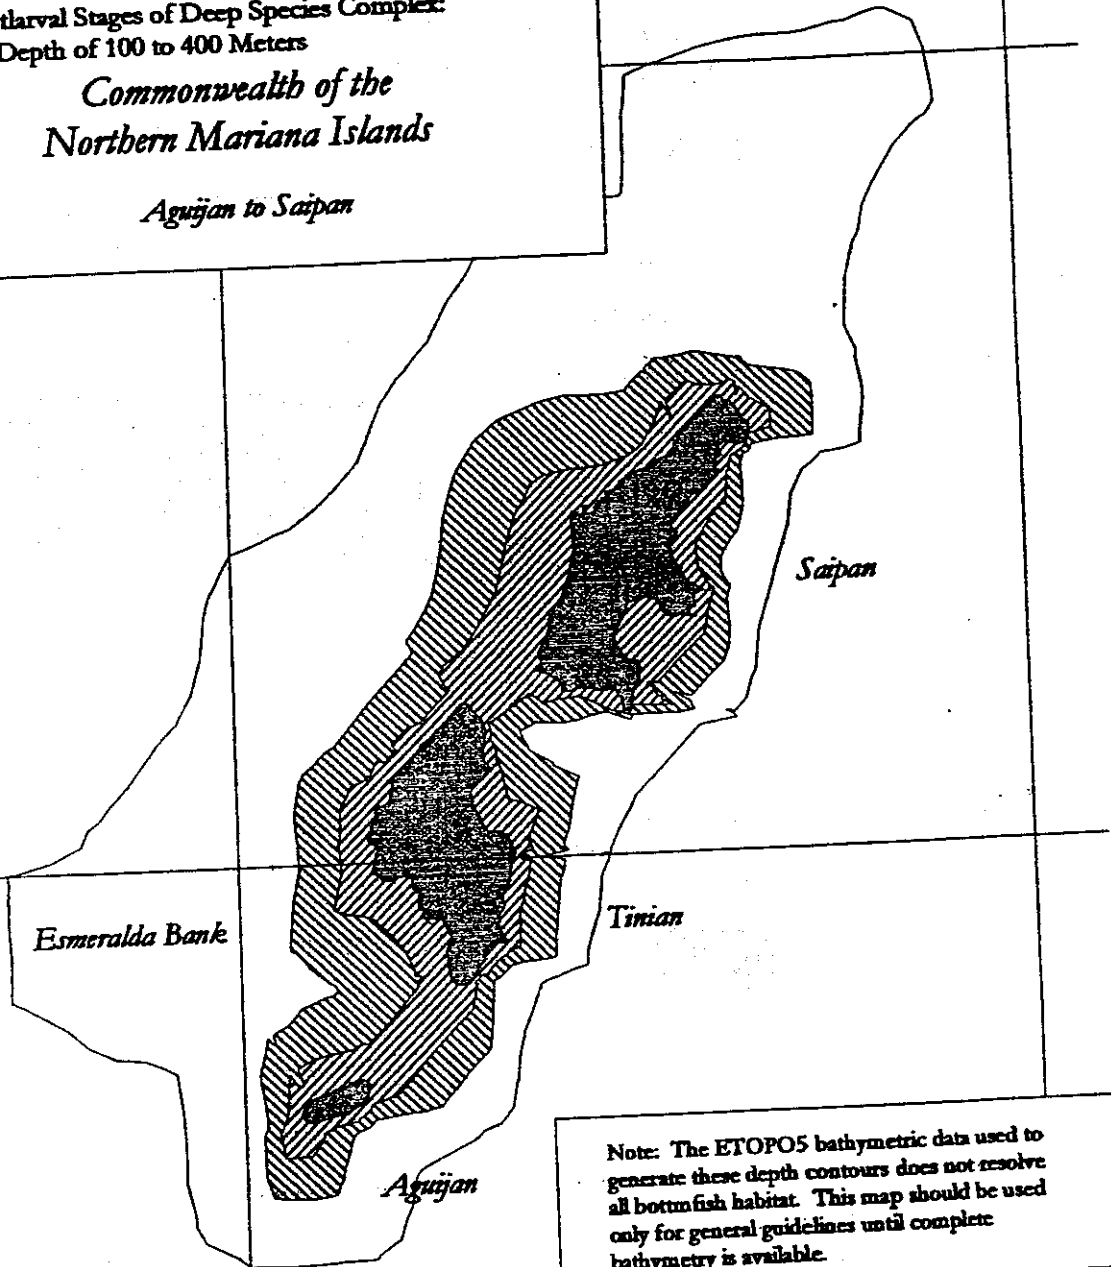 tlarval Stages of Deep Species Complex:
Depth of 100 to 400 Meters
Commonwealth of the
Northern Mariana Islands
Aguijan to Saipan
Saipan
Esmeralda Bank
Tinian
Aguijan
Note: The ETOPO5 bathymetric data used to
generate these depth contours does not resolve
all bottmfish habitat. This map should be used
only for general guidelines until complete
bathymetry is available.